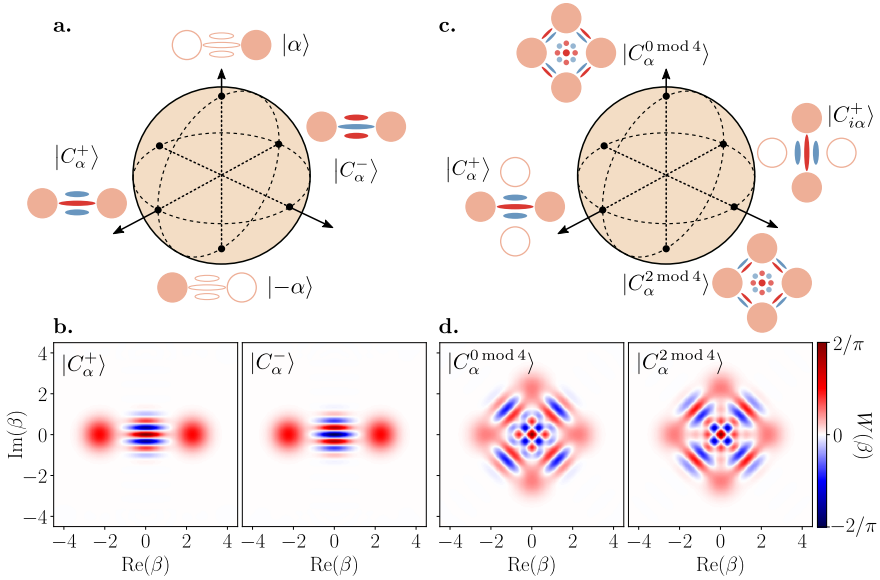 a.
|α⟩
|C_α^+⟩
|C_α^-⟩
|−α⟩
c.
|C_α^{0 mod 4}⟩
|C_{iα}^+⟩
|C_α^+⟩
|C_α^{2 mod 4}⟩
b.
|C_α^+⟩
|C_α^-⟩
4
2
0
−2
−4
Im(β)
−4 −2 0 2 4
−4 −2 0 2 4
Re(β)
Re(β)
d.
|C_α^{0 mod 4}⟩
|C_α^{2 mod 4}⟩
−4 −2 0 2 4
−4 −2 0 2 4
Re(β)
Re(β)
2/π
0
−2/π
W(β)